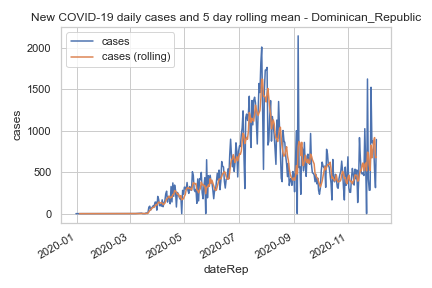 New COVID-19 daily cases and 5 day rolling mean - Dominican_Republic
cases
cases (rolling)
2000
1500
1000
500
0
cases
2020-01
2020-03
2020-05
2020-07
2020-09
2020-11
dateRep